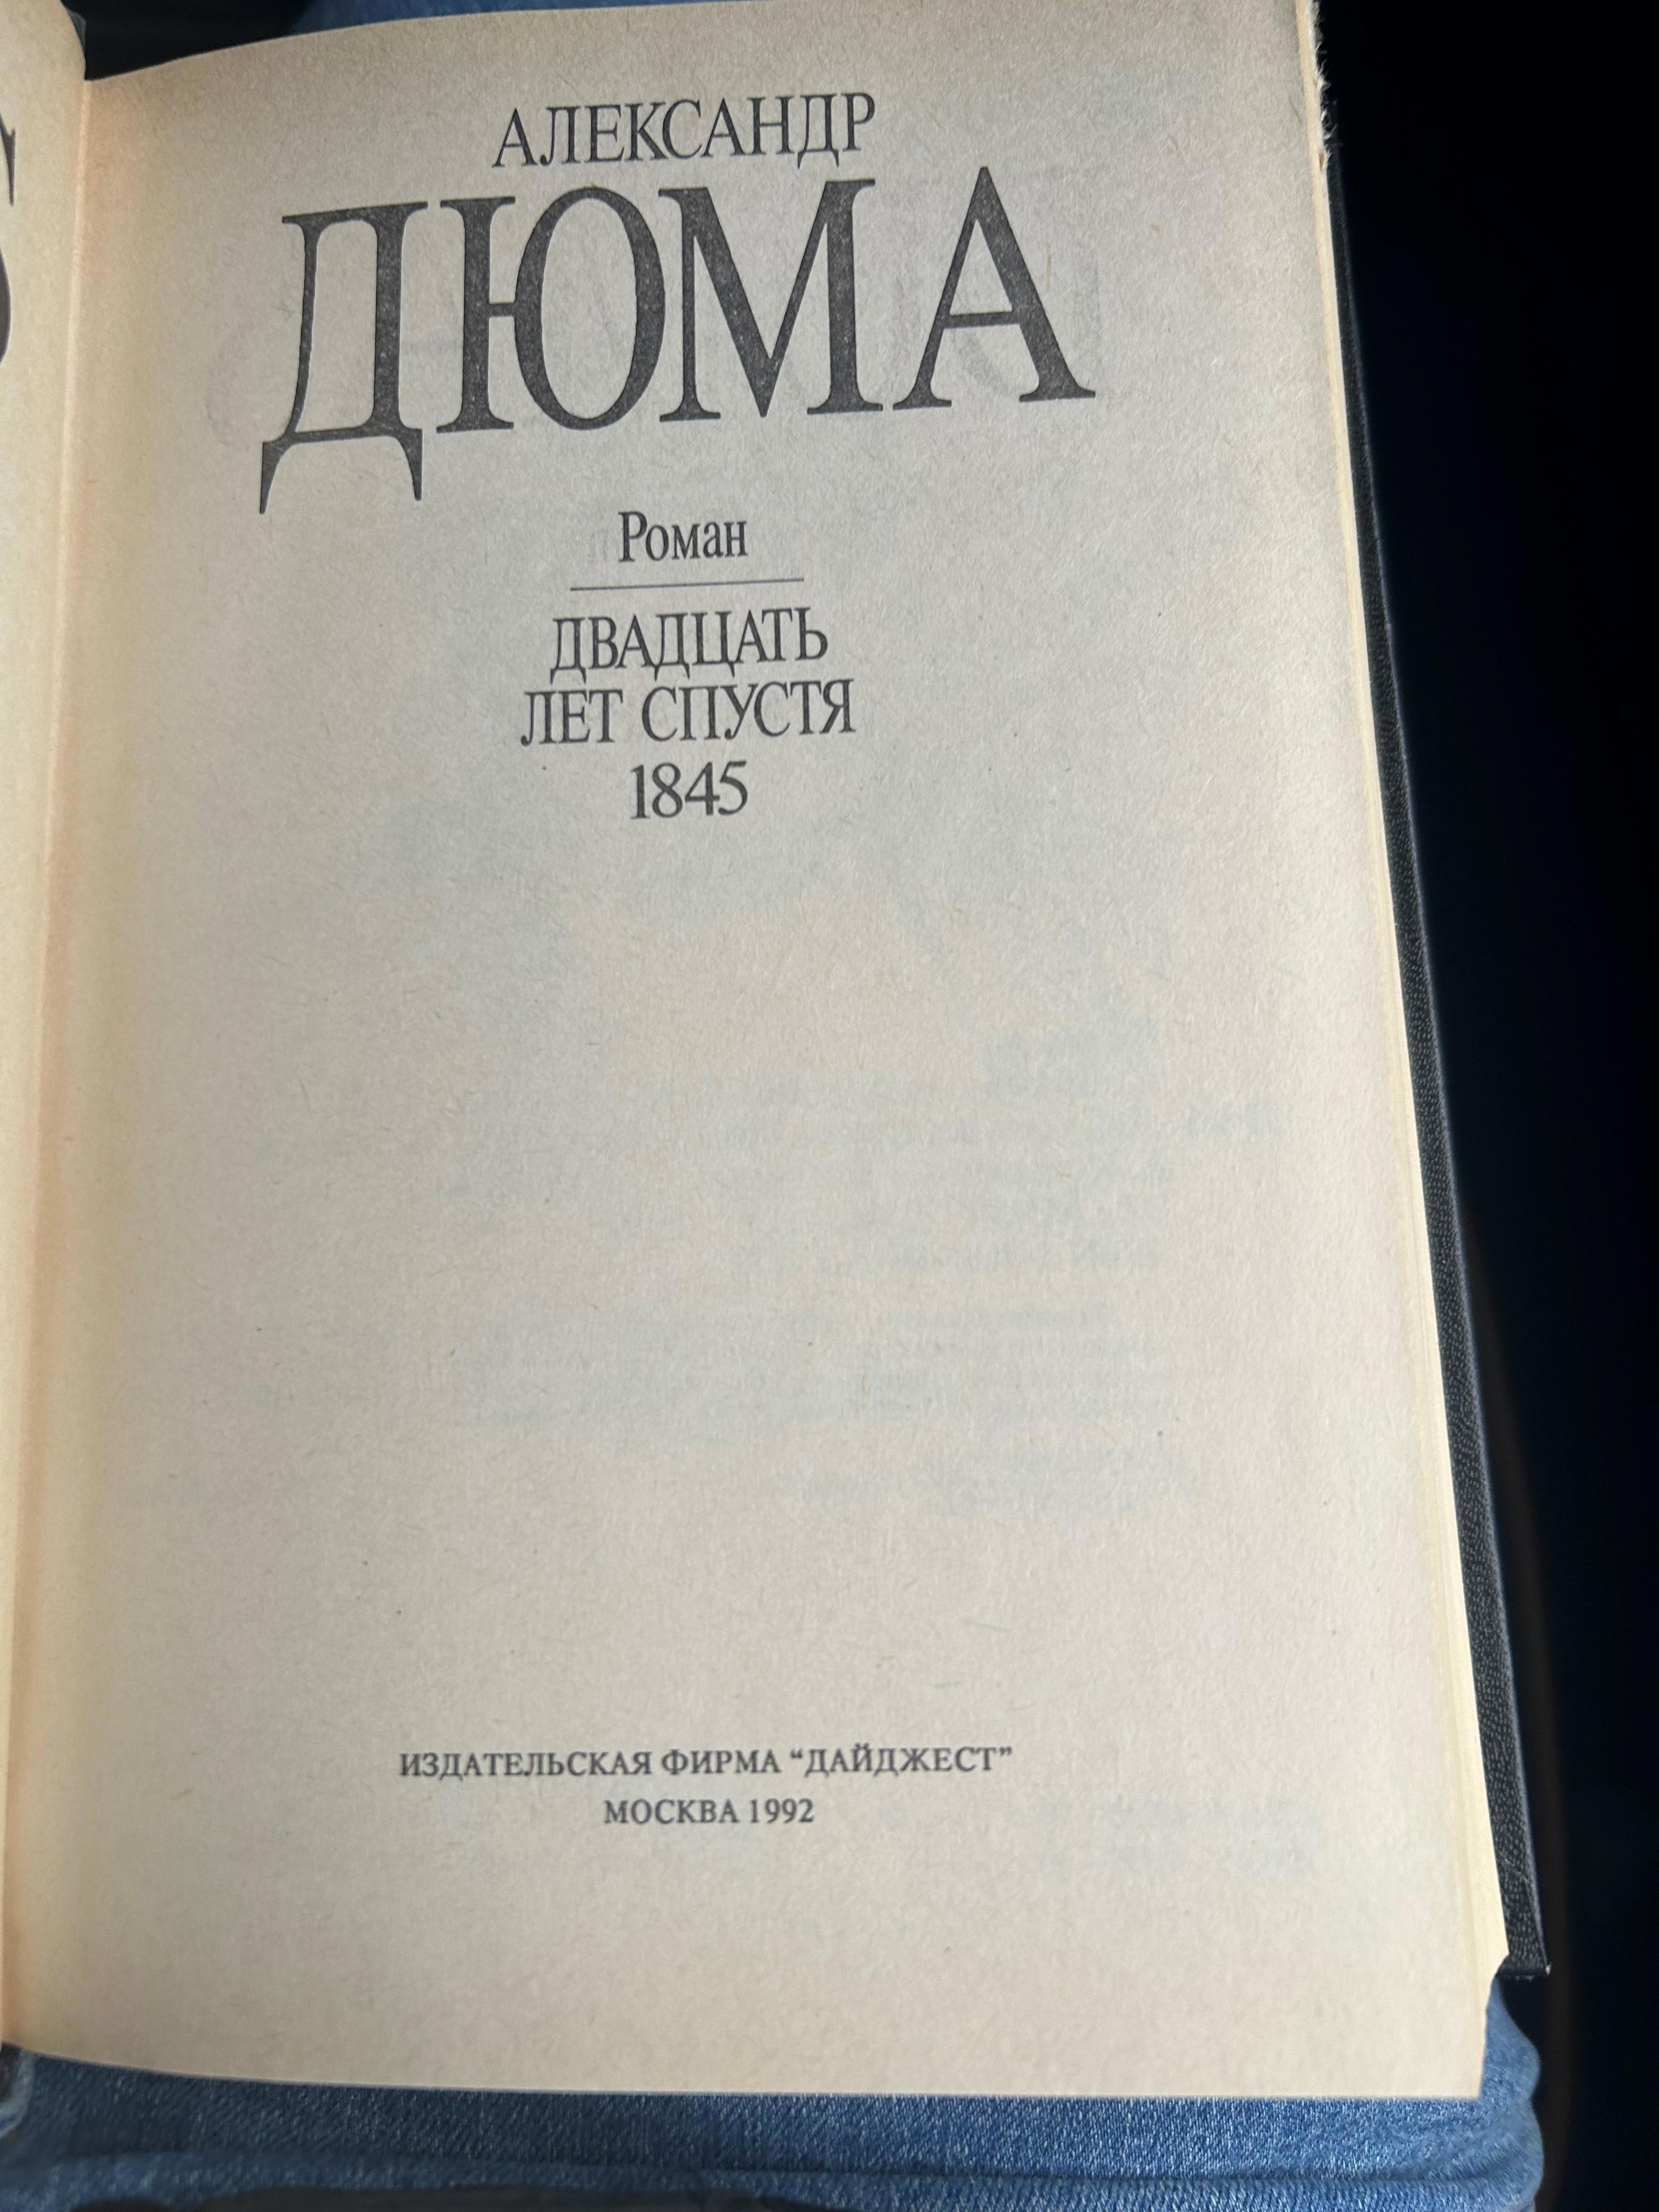 АЛЕКСАНДР
ДЮМА
Роман
ДВАДЦАТЬ
ЛЕТ СПУСТЯ
1845
ИЗДАТЕЛЬСКАЯ ФИРМА “ДАЙДЖЕСТ”
МОСКВА 1992